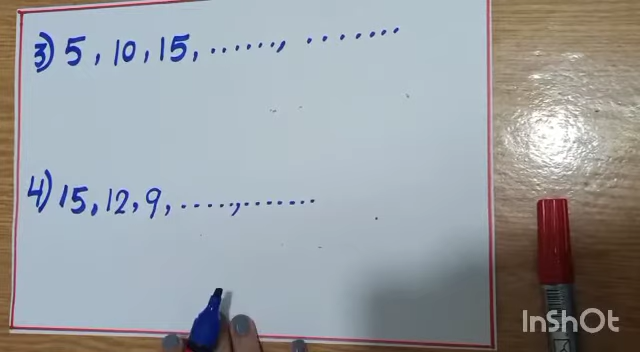 3) 5, 10, 15, ......, .......
4) 15, 12, 9, ....., .......
InShOt